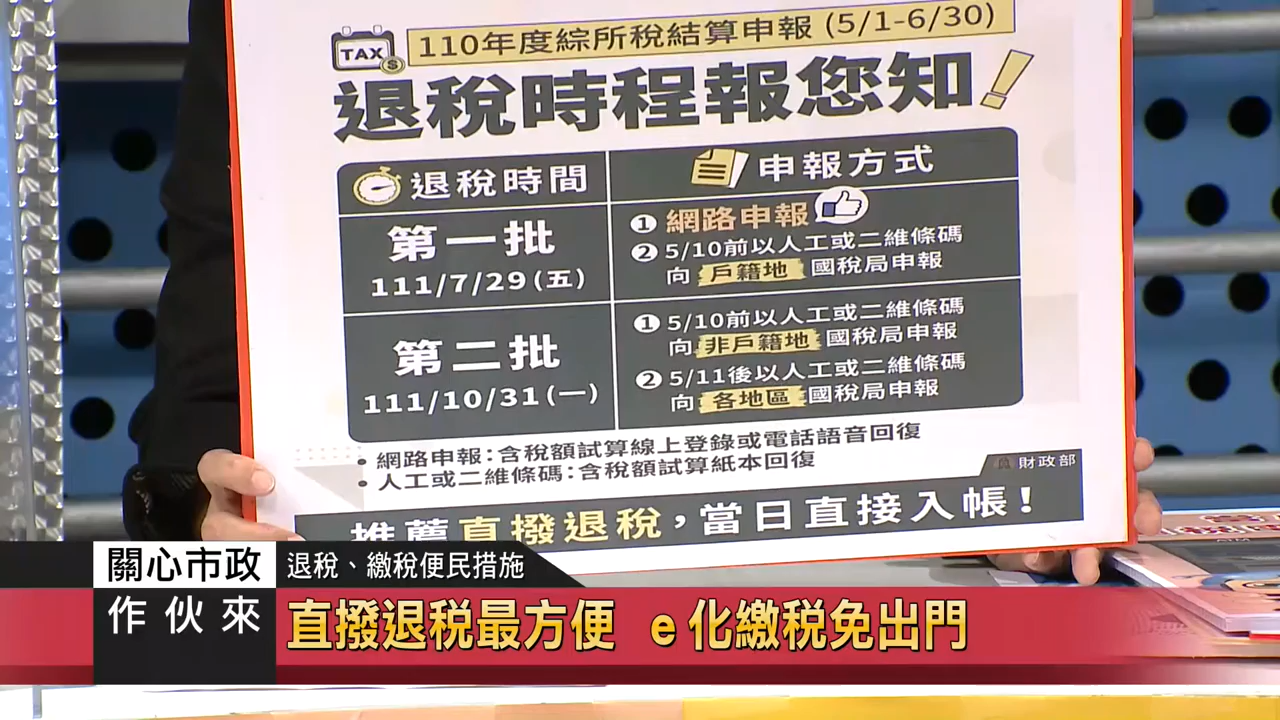 TAX
110年度綜所稅結算申報 (5/1-6/30)
退稅時程報您知!
退稅時間
申報方式
第一批
111/7/29(五)
❶ 網路申報
❷ 5/10前以人工或二維條碼
向 戶籍地 國稅局申報
第二批
111/10/31(一)
❶ 5/10前以人工或二維條碼
向 非戶籍地 國稅局申報
❷ 5/11後以人工或二維條碼
向 各地區 國稅局申報
• 網路申報:含稅額試算線上登錄或電話語音回復
• 人工或二維條碼:含稅額試算紙本回復
財政部
推薦直撥退稅,當日直接入帳!
關心市政
作伙來
退稅、繳稅便民措施
直撥退稅最方便 e化繳稅免出門